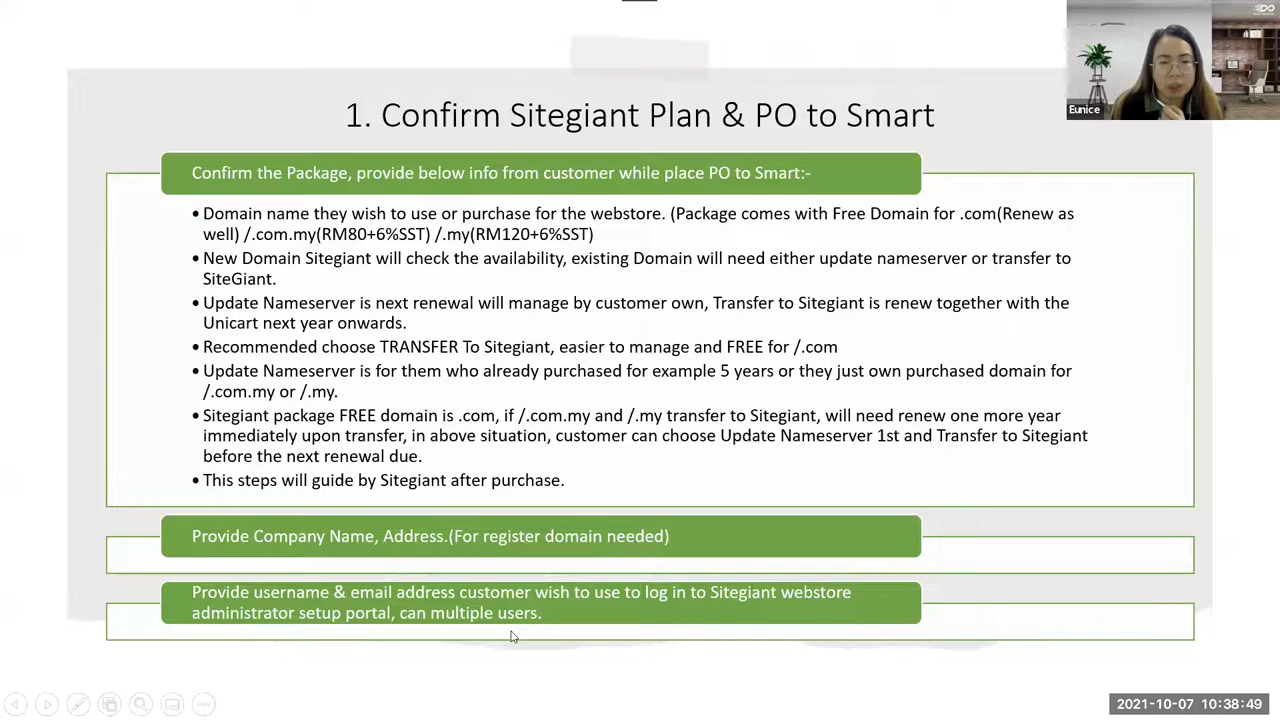 1. Confirm Sitegiant Plan & PO to Smart
Eunice
Confirm the Package, provide below info from customer while place PO to Smart:-
• Domain name they wish to use or purchase for the webstore. (Package comes with Free Domain for .com(Renew as
well) /.com.my(RM80+6%SST) /.my(RM120+6%SST)
• New Domain Sitegiant will check the availability, existing Domain will need either update nameserver or transfer to
SiteGiant.
• Update Nameserver is next renewal will manage by customer own, Transfer to Sitegiant is renew together with the
Unicart next year onwards.
• Recommended choose TRANSFER To Sitegiant, easier to manage and FREE for /.com
• Update Nameserver is for them who already purchased for example 5 years or they just own purchased domain for
/.com.my or /.my.
• Sitegiant package FREE domain is .com, if /.com.my and /.my transfer to Sitegiant, will need renew one more year
immediately upon transfer, in above situation, customer can choose Update Nameserver 1st and Transfer to Sitegiant
before the next renewal due.
• This steps will guide by Sitegiant after purchase.
Provide Company Name, Address.(For register domain needed)
Provide username & email address customer wish to use to log in to Sitegiant webstore
administrator setup portal, can multiple users.
2021-10-07 10:38:49